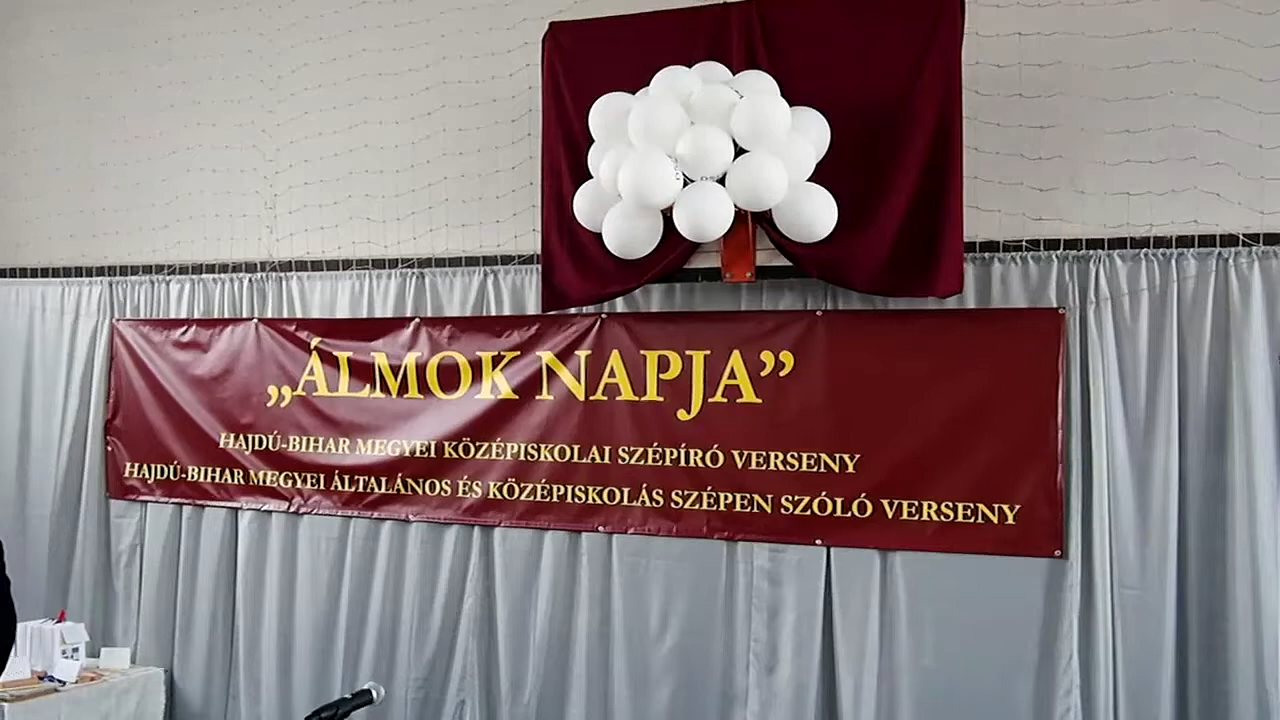 „ÁLMOK NAPJA”
HAJDÚ-BIHAR MEGYEI KÖZÉPISKOLAI SZÉPÍRÓ VERSENY
HAJDÚ-BIHAR MEGYEI ÁLTALÁNOS ÉS KÖZÉPISKOLÁS SZÉPEN SZÓLÓ VERSENY